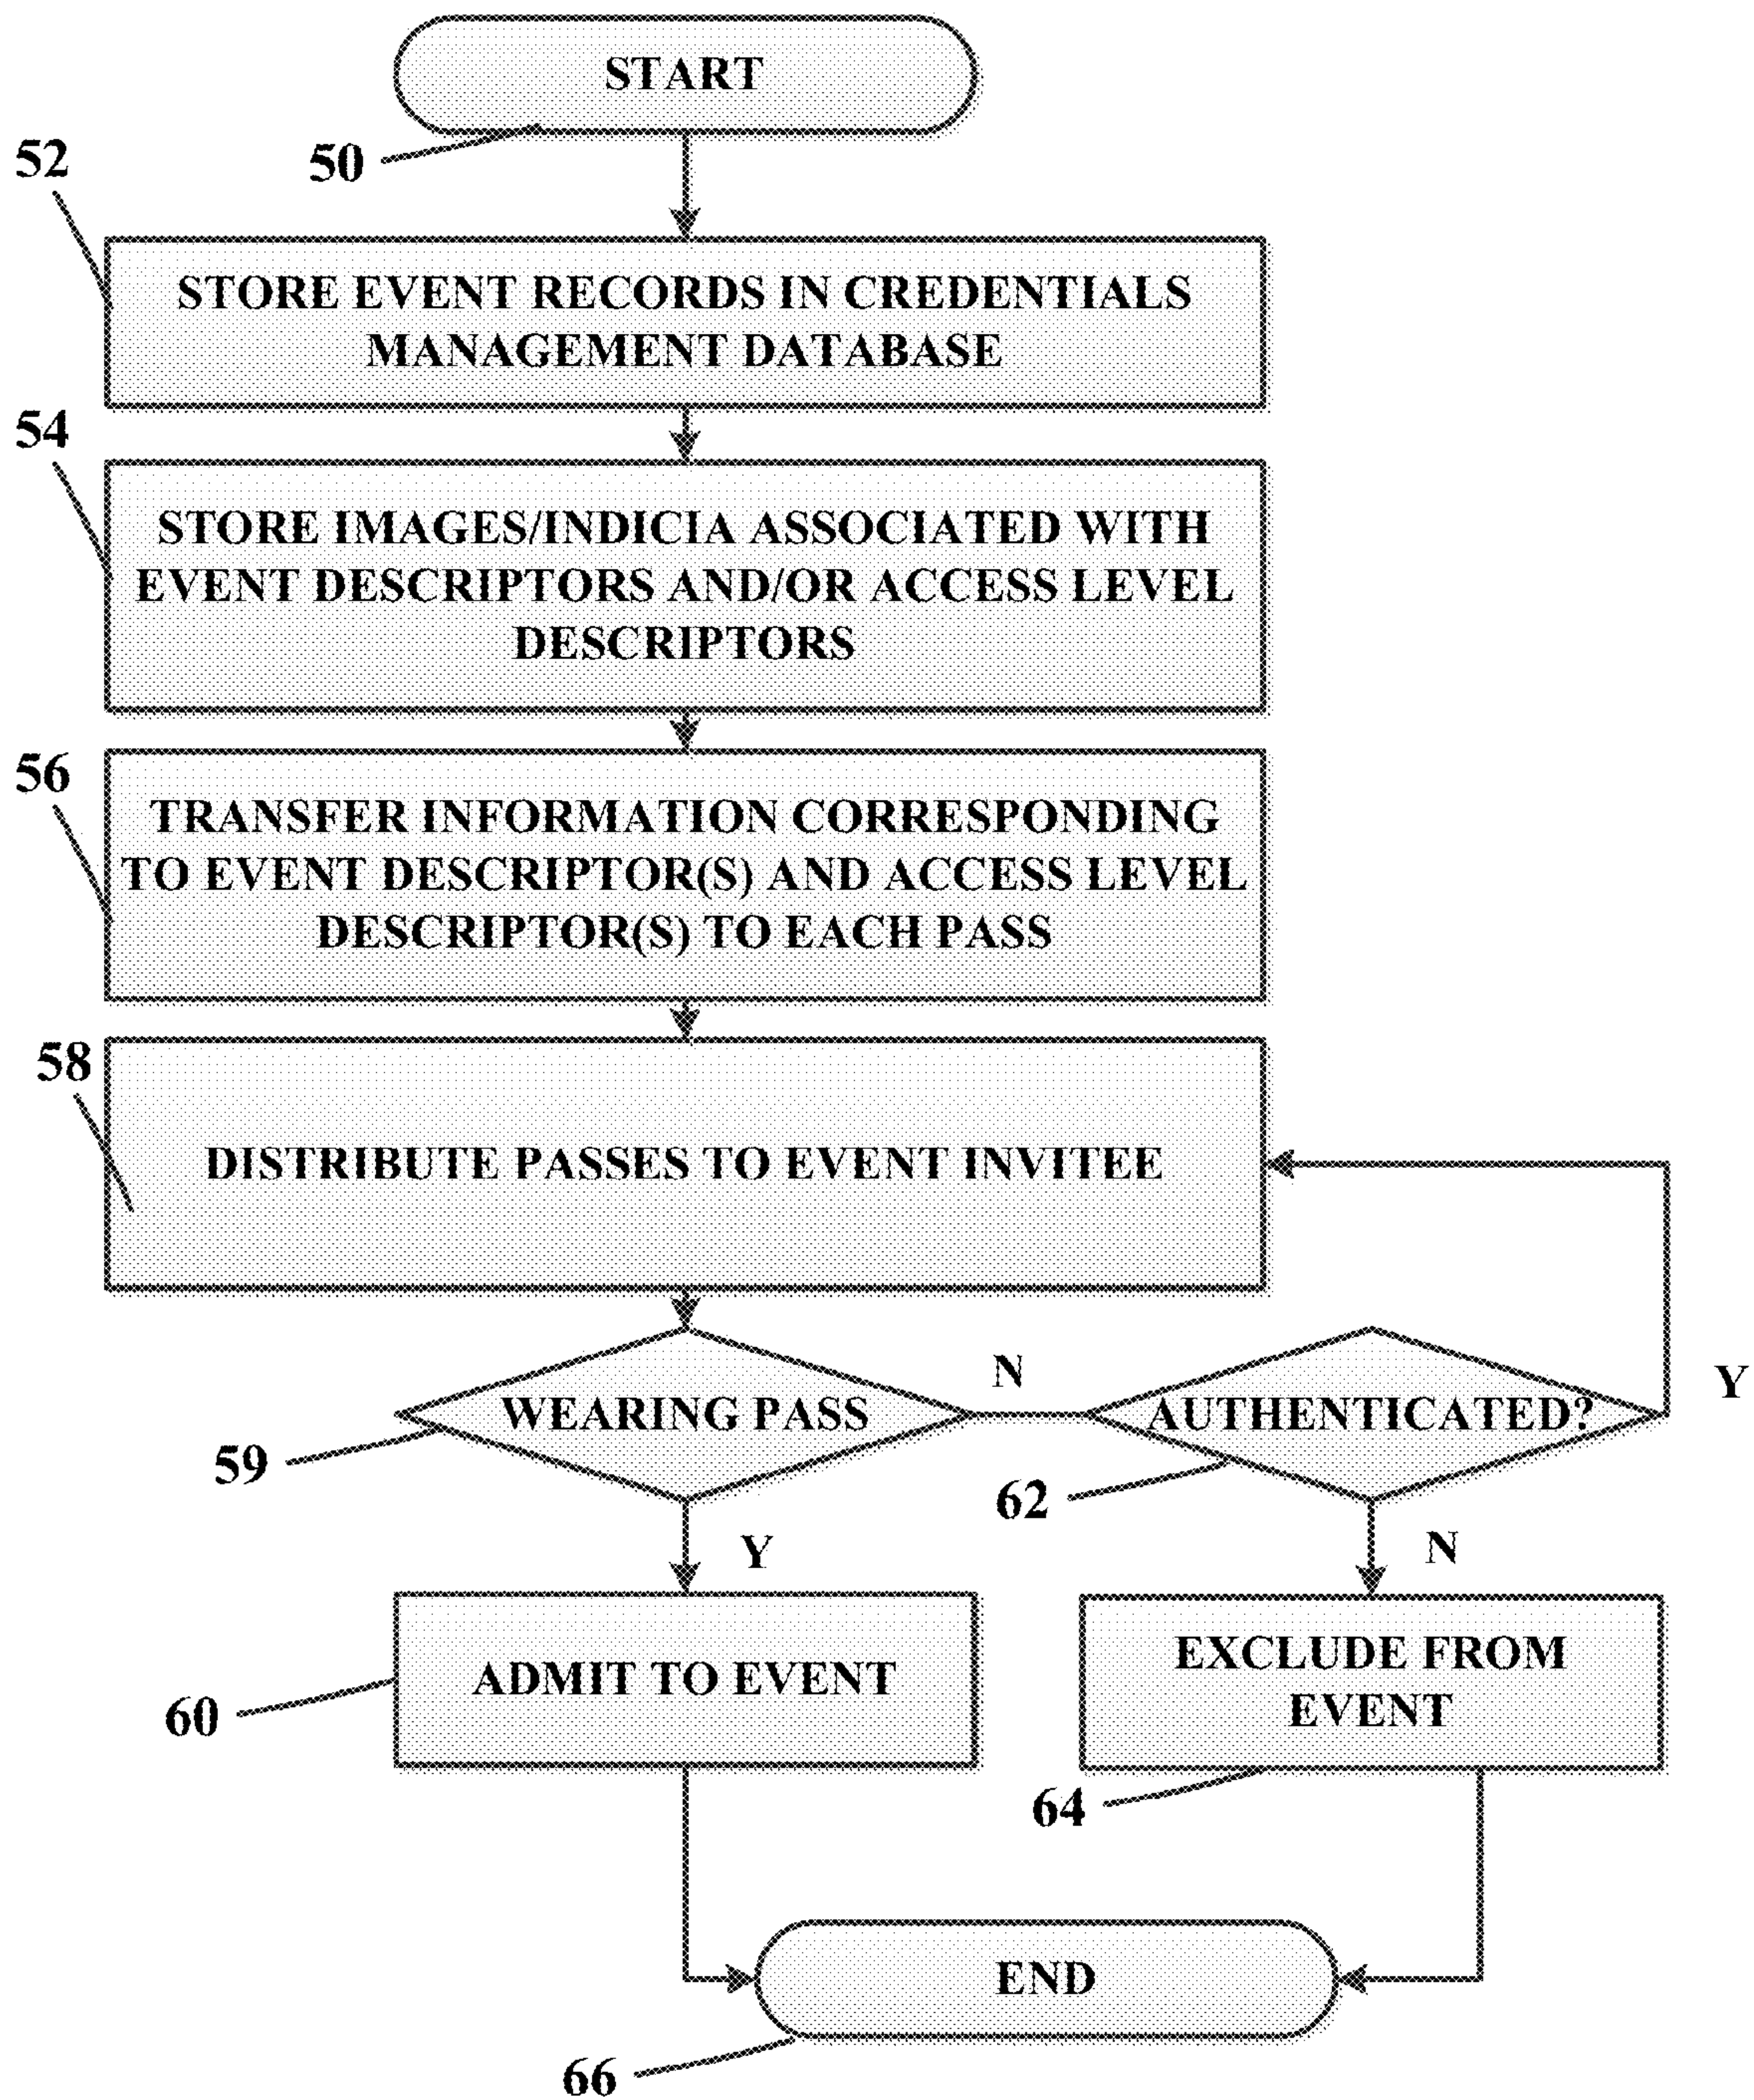 START
50
52
STORE EVENT RECORDS IN CREDENTIALS
MANAGEMENT DATABASE
54
STORE IMAGES/INDICIA ASSOCIATED WITH
EVENT DESCRIPTORS AND/OR ACCESS LEVEL
DESCRIPTORS
56
TRANSFER INFORMATION CORRESPONDING
TO EVENT DESCRIPTOR(S) AND ACCESS LEVEL
DESCRIPTOR(S) TO EACH PASS
58
DISTRIBUTE PASSES TO EVENT INVITEE
WEARING PASS
N
AUTHENTICATED?
Y
59
62
Y
N
ADMIT TO EVENT
60
EXCLUDE FROM
EVENT
64
END
66